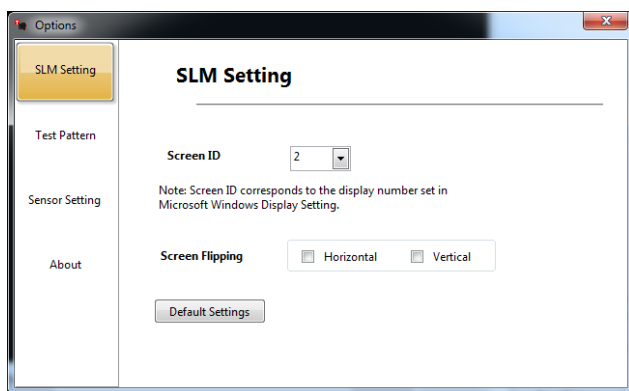 Options
SLM Setting
Test Pattern
Sensor Setting
About
SLM Setting
Screen ID
2
Note: Screen ID corresponds to the display number set in
Microsoft Windows Display Setting.
Screen Flipping
Horizontal
Vertical
Default Settings